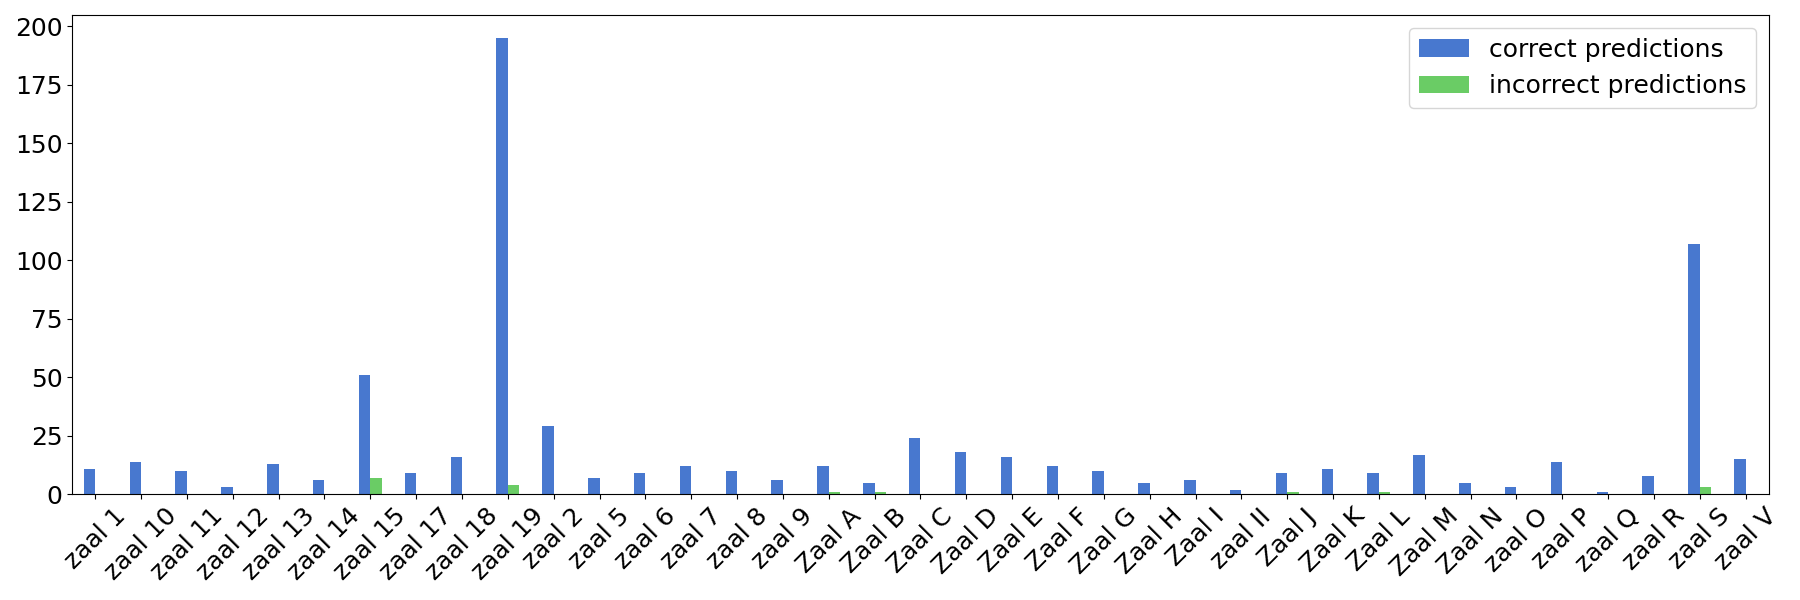 200
175
150
125
100
75
50
25
0
correct predictions
incorrect predictions
zaal 1
zaal 10
zaal 11
zaal 12
zaal 13
zaal 14
zaal 15
zaal 17
zaal 18
zaal 19
zaal 2
zaal 5
zaal 6
zaal 7
zaal 8
zaal 9
Zaal A
Zaal B
Zaal C
Zaal D
Zaal E
Zaal F
Zaal G
Zaal H
Zaal I
zaal II
Zaal J
Zaal K
Zaal L
Zaal M
Zaal N
zaal O
zaal P
zaal Q
zaal R
zaal S
zaal V